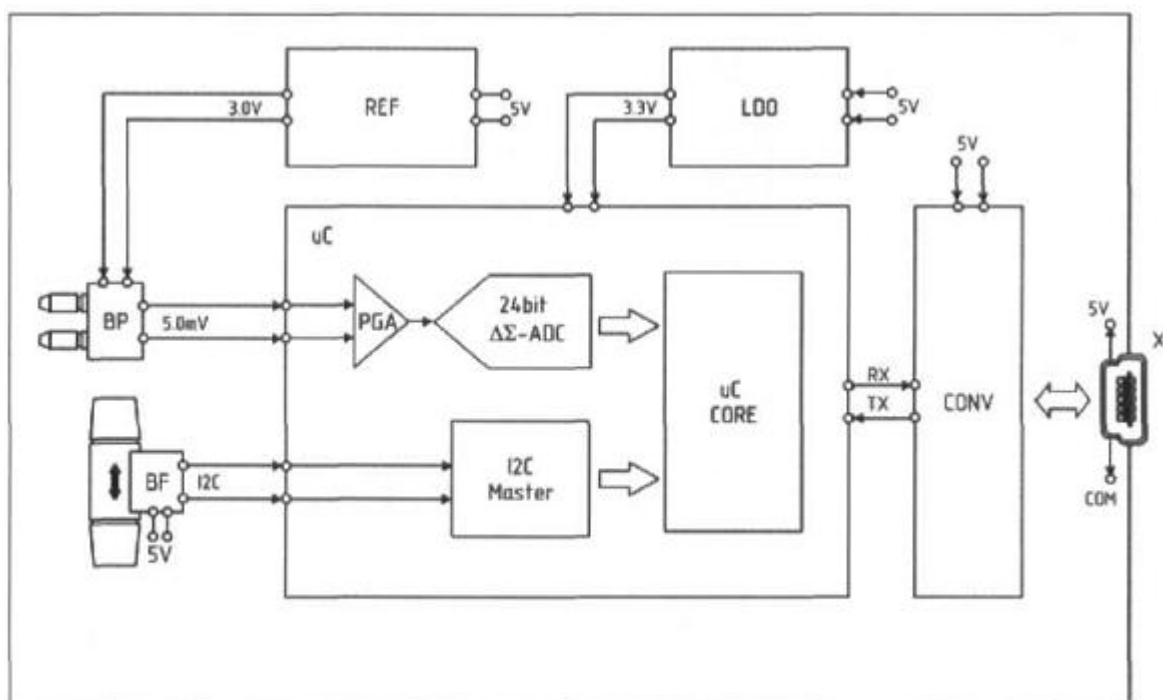 3.0V
REF
5V
3.3V
LDO
5V
5V
uC
BP
5.0mV
PGA
24bit
ΔΣ-ADC
uC
CORE
RX
TX
CONV
5V
X
BF
I2C
5V
I2C
Master
COM